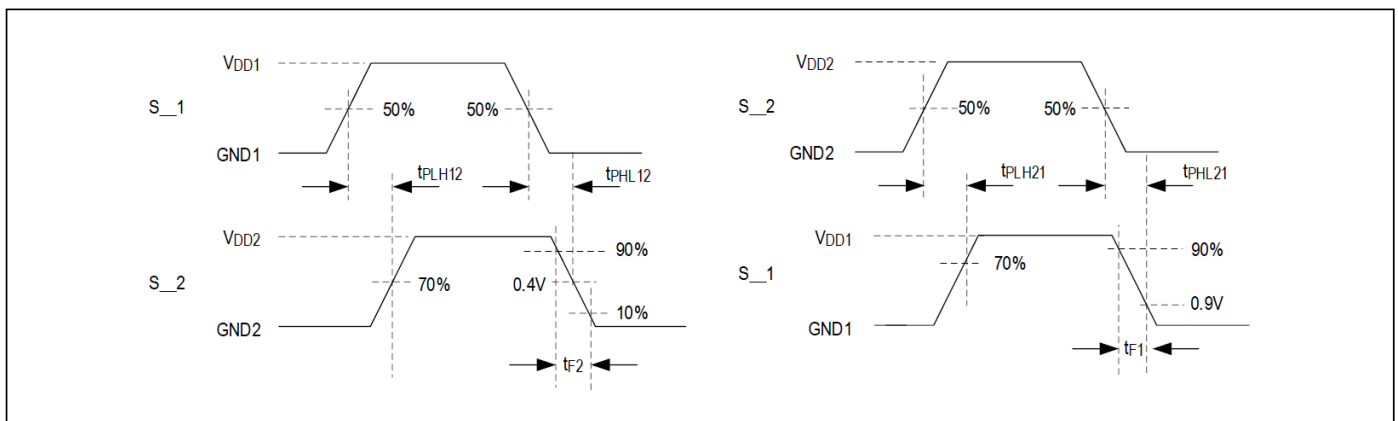 VDD1
S__1
50%
50%
GND1
tPLH12
tPHL12
VDD2
90%
S__2
70%
0.4V
10%
GND2
tF2
VDD2
S__2
50%
50%
GND2
tPLH21
tPHL21
VDD1
90%
S__1
70%
0.9V
GND1
tF1